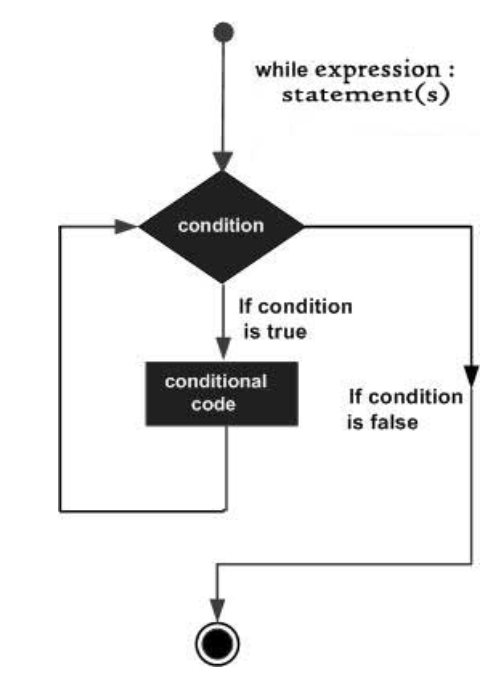 while expression :
statement(s)
condition
If condition
is true
conditional
code
If condition
is false